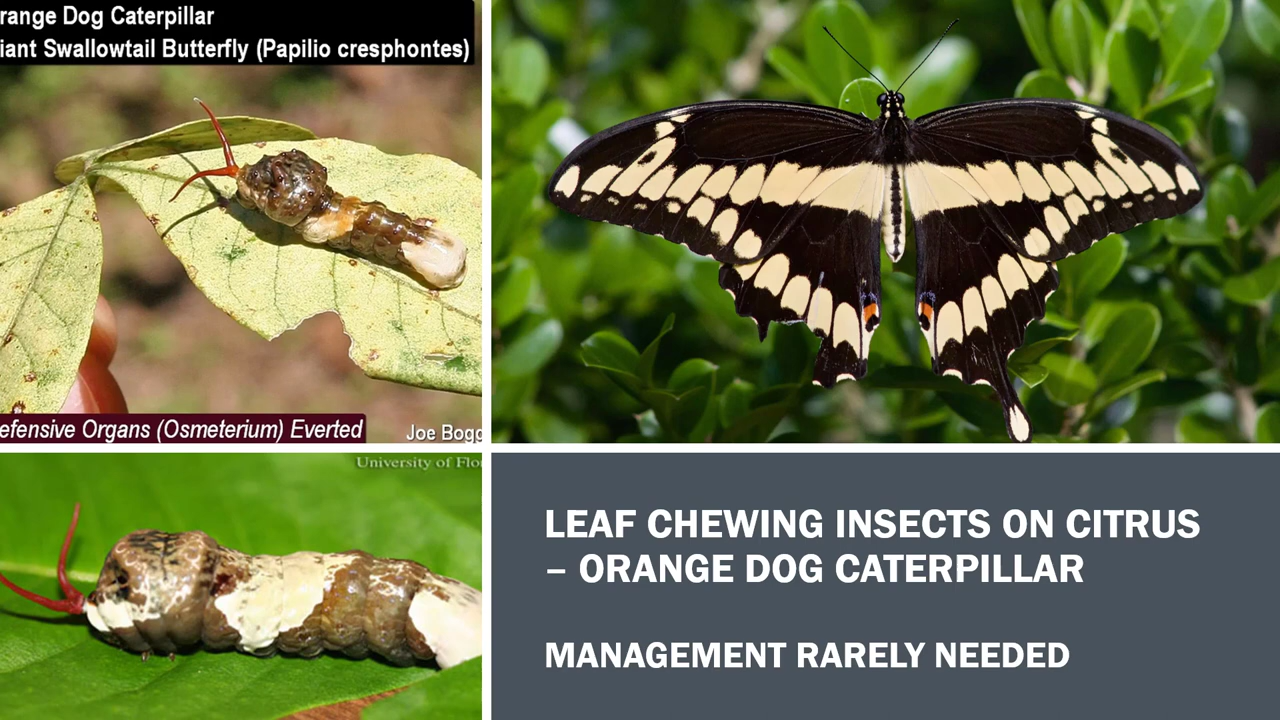 range Dog Caterpillar
iant Swallowtail Butterfly (Papilio cresphontes)
efensive Organs (Osmeterium) Everted
Joe Bogg
University of Flor
LEAF CHEWING INSECTS ON CITRUS
– ORANGE DOG CATERPILLAR
MANAGEMENT RARELY NEEDED